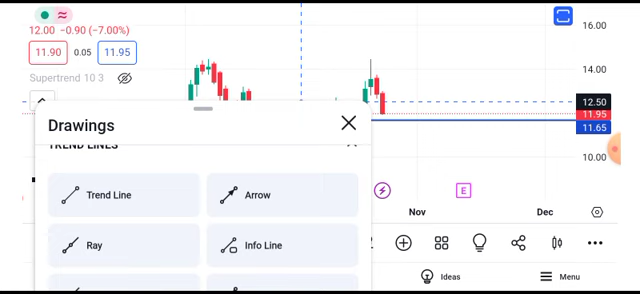 12.00 −0.90 (−7.00%)
11.90 0.05 11.95
Supertrend 10 3
16.00
14.00
12.50
11.95
11.65
10.00
Drawings
TREND LINES
Trend Line
Arrow
Ray
Info Line
E
Nov Dec
Ideas
Menu